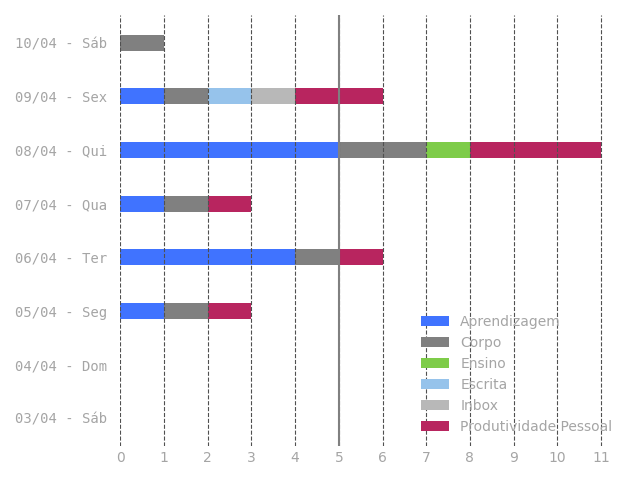 10/04 - Sáb
09/04 - Sex
08/04 - Qui
07/04 - Qua
06/04 - Ter
05/04 - Seg
04/04 - Dom
03/04 - Sáb
Aprendizagem
Corpo
Ensino
Escrita
Inbox
Produtividade Pessoal
0 1 2 3 4 5 6 7 8 9 10 11